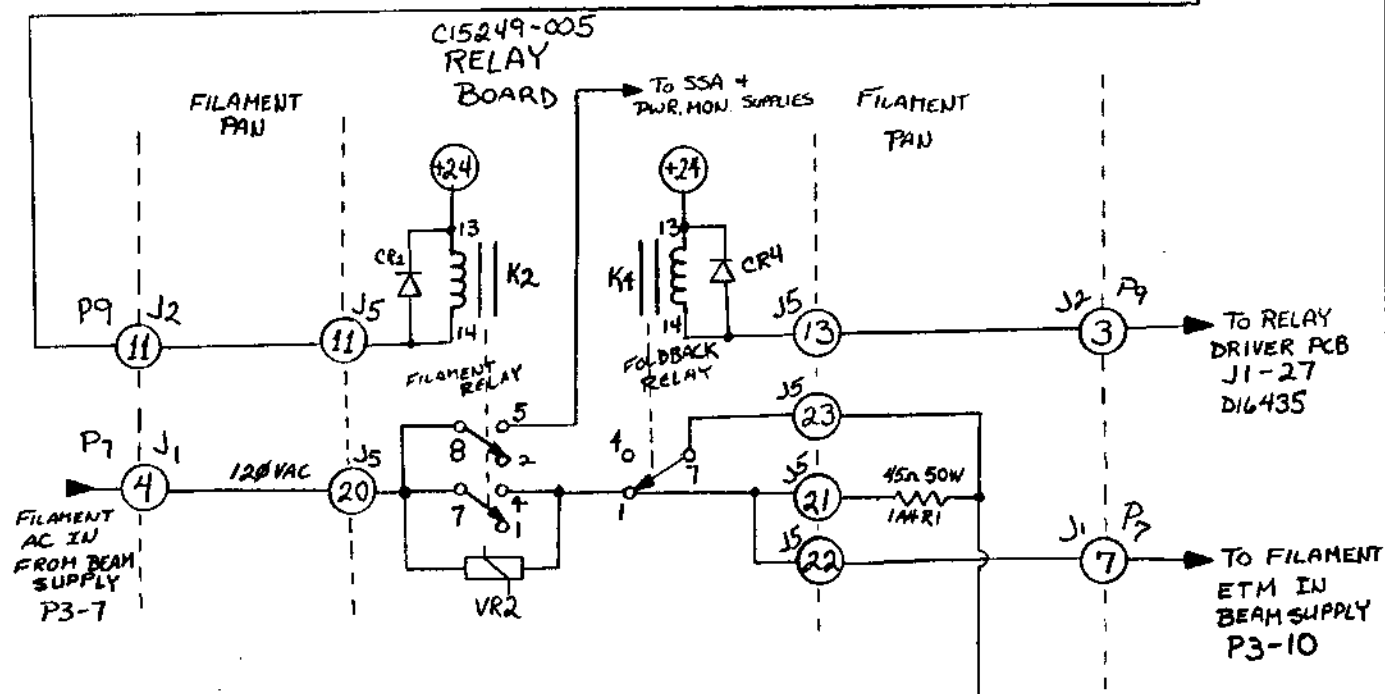 C15249-005
RELAY
BOARD
FILAMENT
PAN
TO SSA +
PWR. MON. SUPPLIES
FILAMENT
PAN
+24
+24
13
13
CR2
K2
K4
CR4
14
14
P9 J2
J5
J5
J2 P9
11
11
13
3
TO RELAY
DRIVER PCB
J1-27
D16435
FILAMENT
RELAY
FOLDBACK
RELAY
J5
23
P7 J1
4
120VAC
J5
20
8
5
2
7
4
1
4
7
1
J5
21
45Ω 50W
1A4R1
J5
22
J1 P7
7
FILAMENT
AC IN
FROM BEAM
SUPPLY
P3-7
VR2
TO FILAMENT
ETM IN
BEAM SUPPLY
P3-10